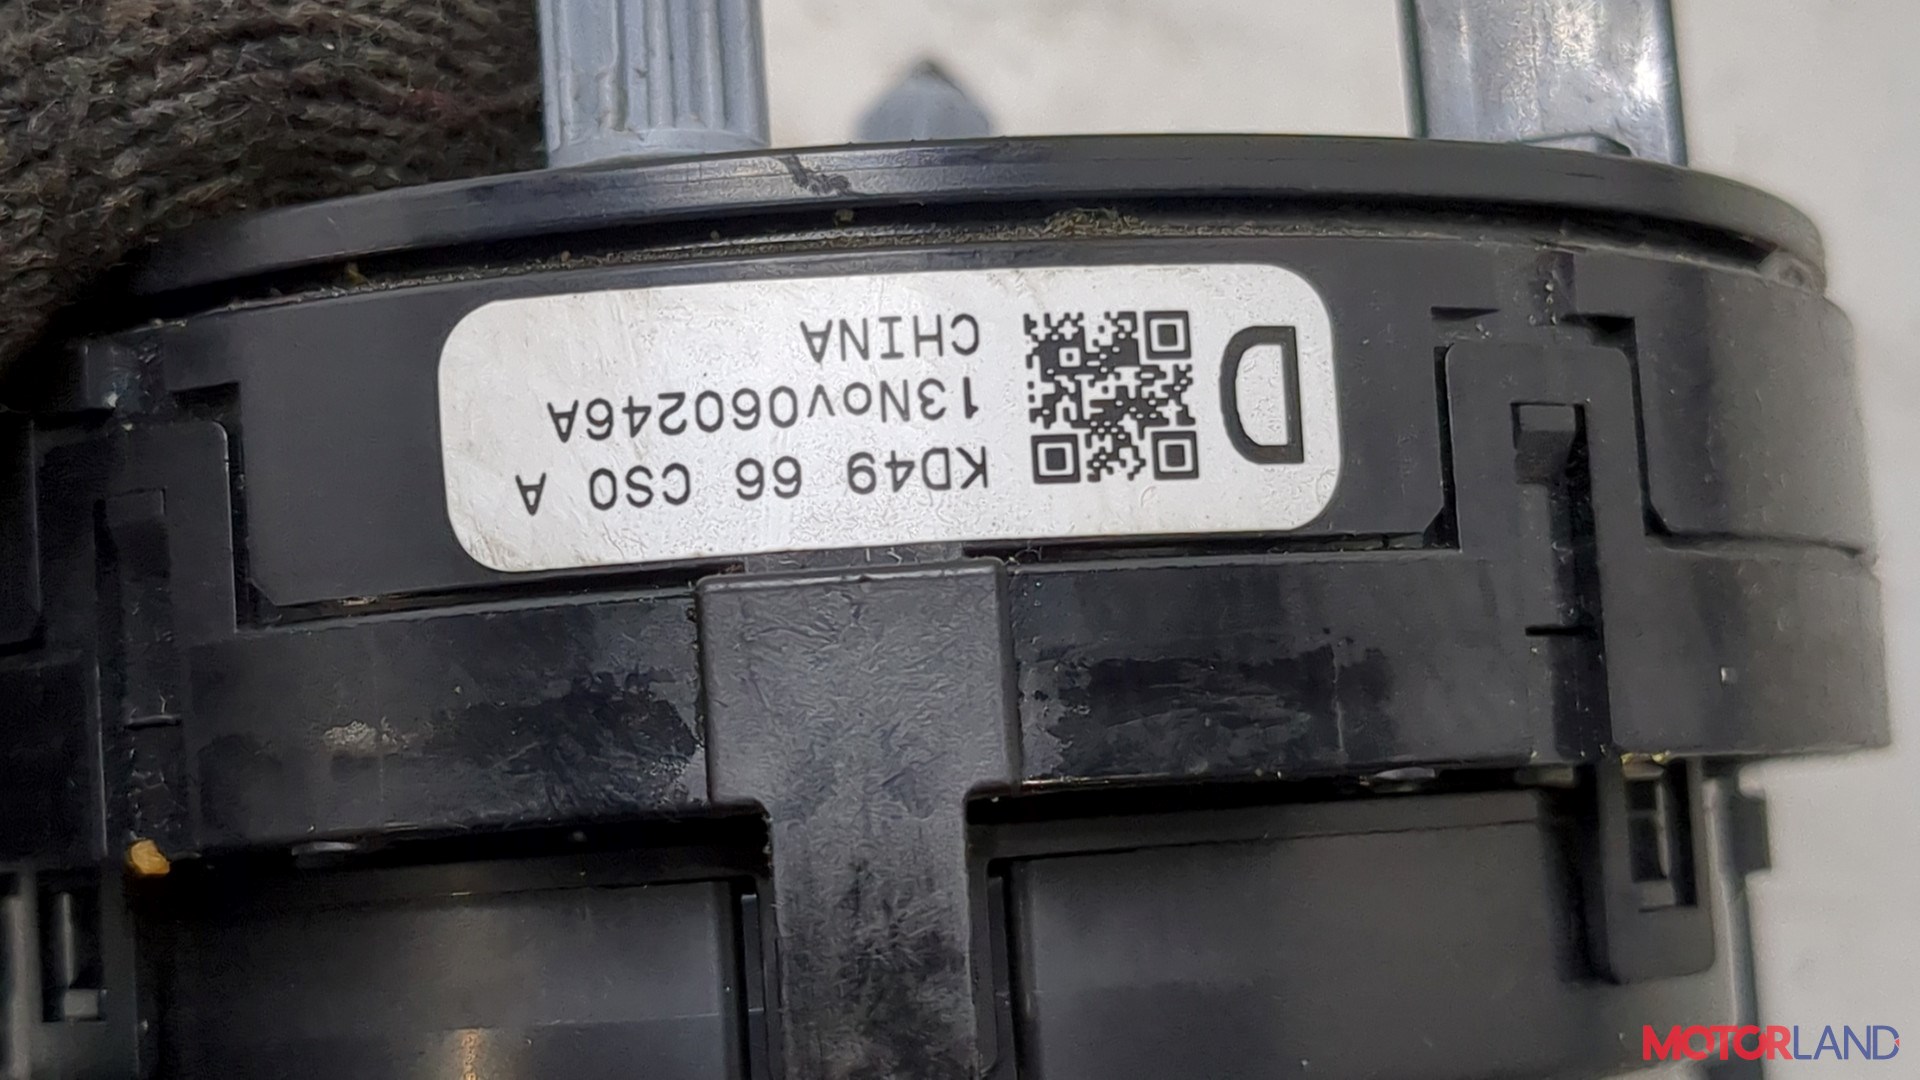 D
KD49 66 CS0 A
13Nov060246A
CHINA
MOTORLAND